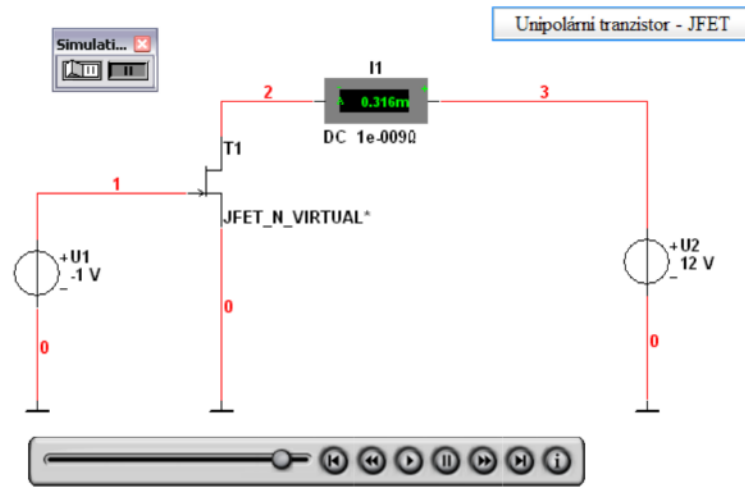 Unipolární tranzistor - JFET
Simulati...
I1
2
A 0.316m
+
3
DC 1e-009Ω
T1
1
JFET_N_VIRTUAL*
+
U1
-1 V
-
+
U2
12 V
-
0
0
0